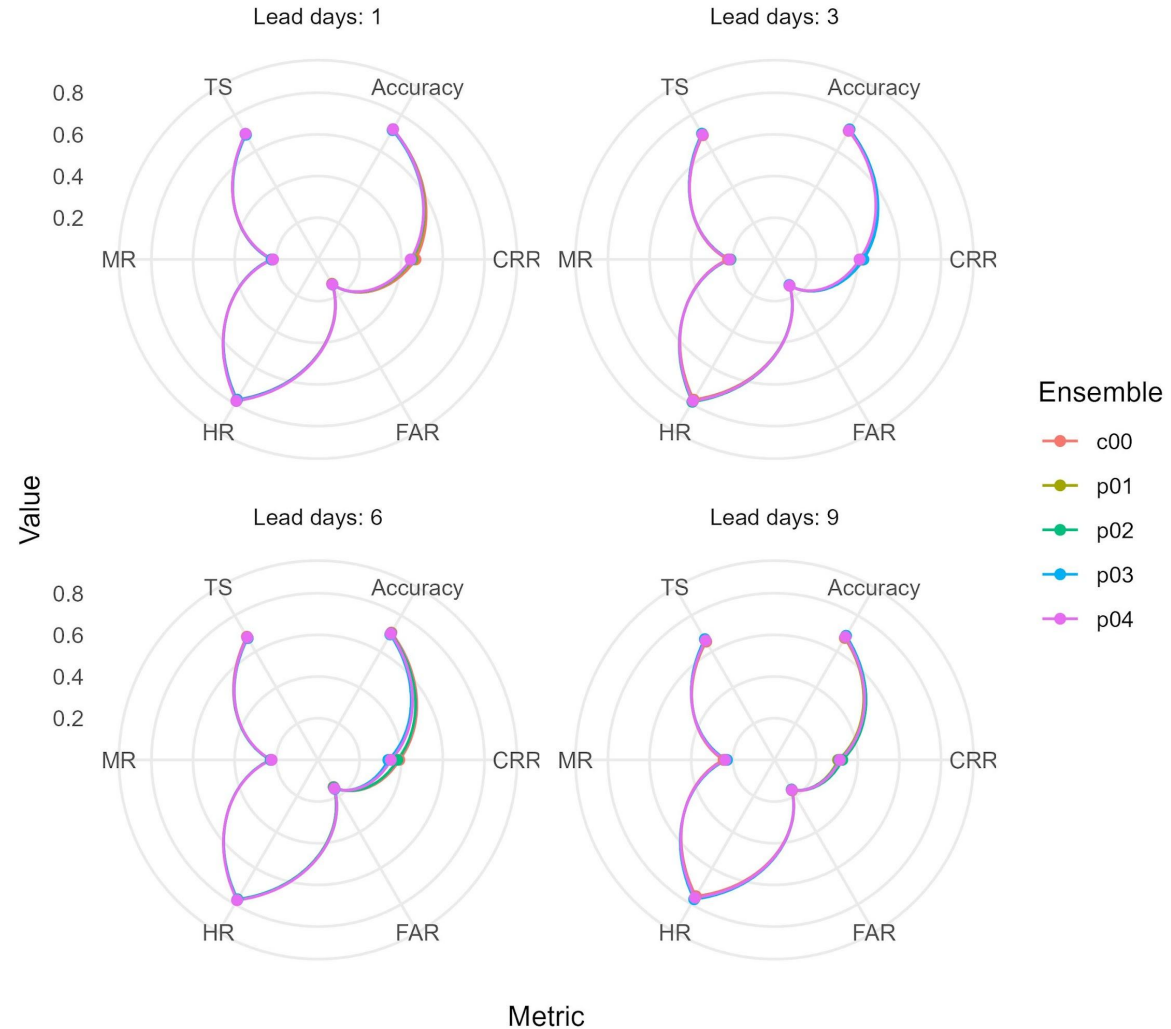 Lead days: 1
Lead days: 3
TS
Accuracy
TS
Accuracy
0.8
0.6
0.4
0.2
MR
CRR
MR
CRR
HR
FAR
HR
FAR
Ensemble
c00
p01
p02
p03
p04
Value
Lead days: 6
Lead days: 9
TS
Accuracy
TS
Accuracy
0.8
0.6
0.4
0.2
MR
CRR
MR
CRR
HR
FAR
HR
FAR
Metric